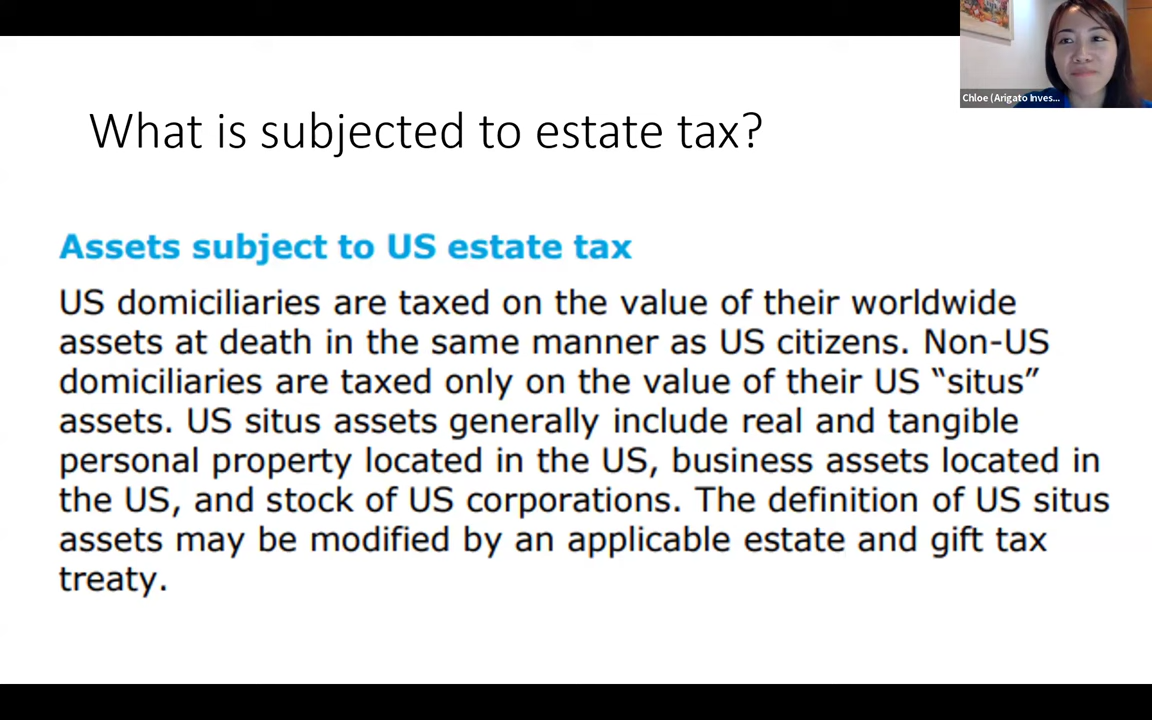 Chloe (Arigato Inves...
What is subjected to estate tax?
Assets subject to US estate tax
US domiciliaries are taxed on the value of their worldwide
assets at death in the same manner as US citizens. Non-US
domiciliaries are taxed only on the value of their US “situs”
assets. US situs assets generally include real and tangible
personal property located in the US, business assets located in
the US, and stock of US corporations. The definition of US situs
assets may be modified by an applicable estate and gift tax
treaty.